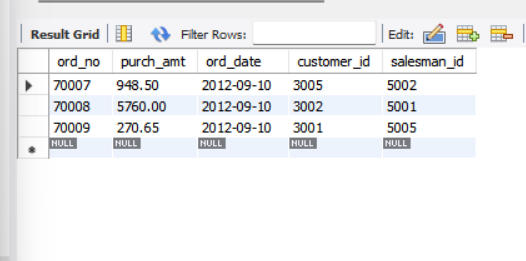 Result Grid Filter Rows: Edit:
ord_no purch_amt ord_date customer_id salesman_id
70007 948.50 2012-09-10 3005 5002
70008 5760.00 2012-09-10 3002 5001
70009 270.65 2012-09-10 3001 5005
NULL NULL NULL NULL NULL